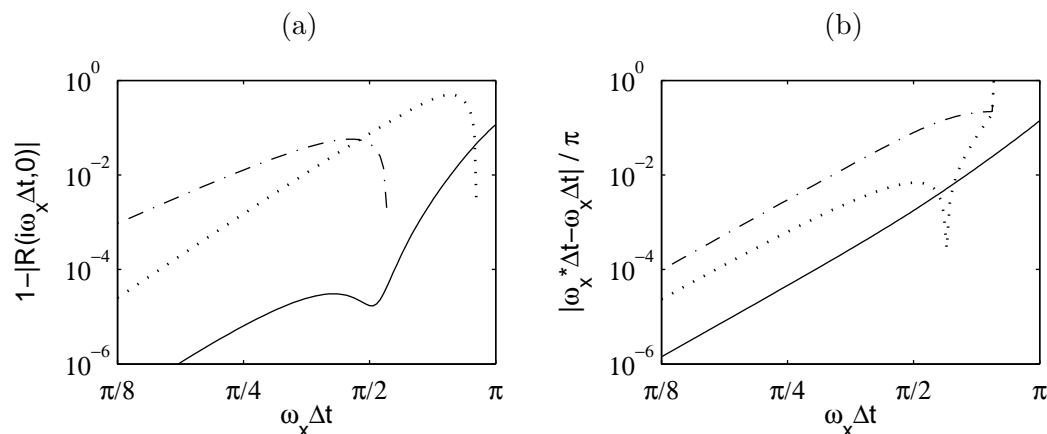 (a)
10^0
10^-2
10^-4
10^-6
π/8
π/4
π/2
π
ω_xΔt
1−|R(iω_xΔt,0)|
(b)
10^0
10^-2
10^-4
10^-6
π/8
π/4
π/2
π
ω_xΔt
|ω_x*Δt−ω_xΔt| / π